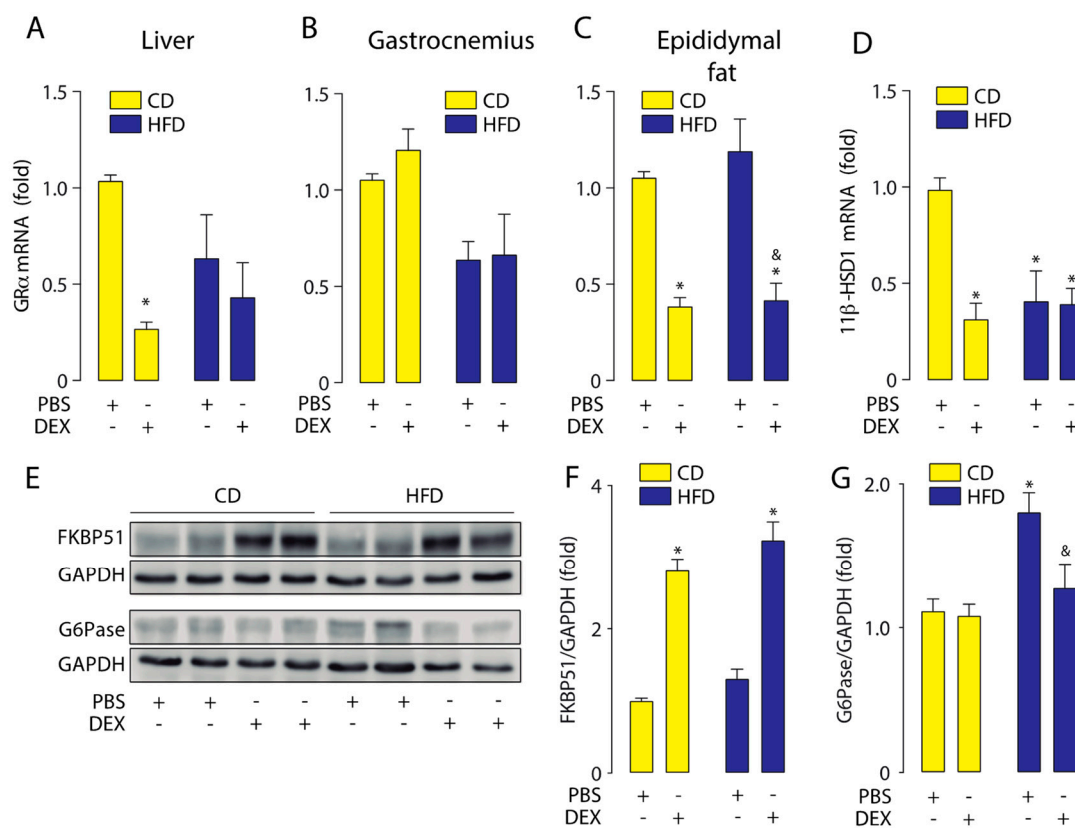 A
Liver
CD
HFD
GRα mRNA (fold)
1.5
1.0
0.5
0
*
PBS + - + -
DEX - + - +
B
Gastrocnemius
CD
HFD
1.5
1.0
0.5
0
PBS + - + -
DEX - + - +
C
Epididymal
fat
CD
HFD
1.5
1.0
0.5
0
*
&
*
PBS + - + -
DEX - + - +
D
CD
HFD
11β-HSD1 mRNA (fold)
1.5
1.0
0.5
0
* * *
PBS + - + -
DEX - + - +
E
CD HFD
FKBP51
GAPDH
G6Pase
GAPDH
PBS + + - - + + - -
DEX - - + + - - + +
F
CD
HFD
FKBP51/GAPDH (fold)
4
2
0
* *
PBS + - + -
DEX - + - +
G
CD
HFD
G6Pase/GAPDH (fold)
2.0
1.0
0
*
&
PBS + - + -
DEX - + - +